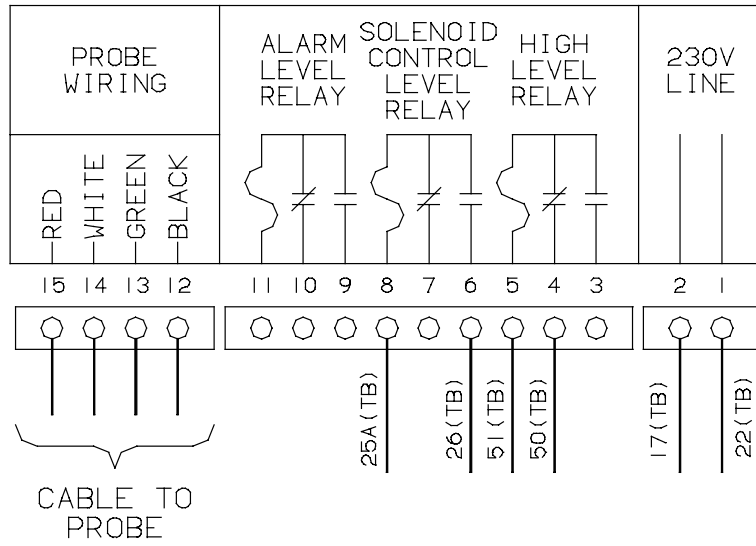 PROBE
WIRING
ALARM
LEVEL
RELAY
SOLENOID
CONTROL
LEVEL
RELAY
HIGH
LEVEL
RELAY
230V
LINE
RED
WHITE
GREEN
BLACK
15 14 13 12 11 10 9 8 7 6 5 4 3 2 1
25A(TB)
26(TB)
51(TB)
50(TB)
17(TB)
22(TB)
CABLE TO
PROBE